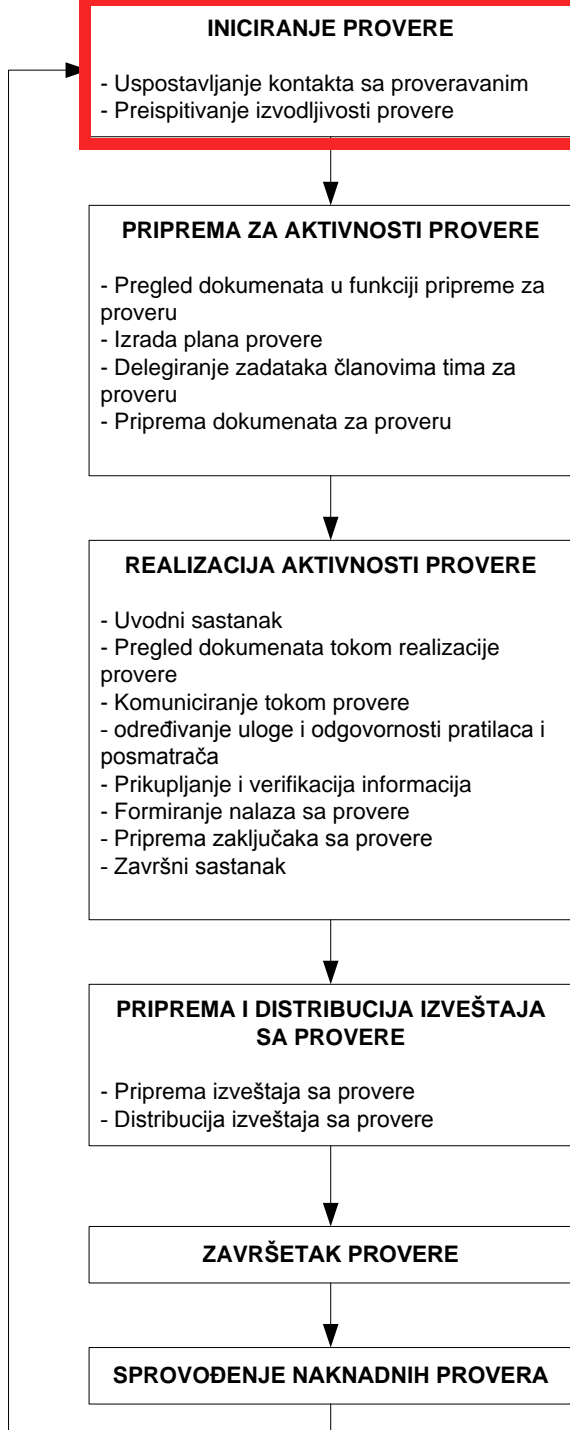 INICIRANJE PROVERE
- Uspostavljanje kontakta sa proveravanim
- Preispitivanje izvodljivosti provere
PRIPREMA ZA AKTIVNOSTI PROVERE
- Pregled dokumenata u funkciji pripreme za
proveru
- Izrada plana provere
- Delegiranje zadataka članovima tima za
proveru
- Priprema dokumenata za proveru
REALIZACIJA AKTIVNOSTI PROVERE
- Uvodni sastanak
- Pregled dokumenata tokom realizacije
provere
- Komuniciranje tokom provere
- određivanje uloge i odgovornosti pratilaca i
posmatrača
- Prikupljanje i verifikacija informacija
- Formiranje nalaza sa provere
- Priprema zaključaka sa provere
- Završni sastanak
PRIPREMA I DISTRIBUCIJA IZVEŠTAJA
SA PROVERE
- Priprema izveštaja sa provere
- Distribucija izveštaja sa provere
ZAVRŠETAK PROVERE
SPROVOĐENJE NAKNADNIH PROVERA